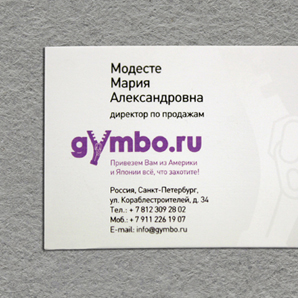 Модесте
Мария
Александровна
директор по продажам
gymbo.ru
Привезем Вам из Америки
и Японии всё, что захотите!
Россия, Санкт-Петербург,
ул. Кораблестроителей, д. 34
Тел.: + 7 812 309 28 02
Моб.: + 7 911 226 19 07
E-mail: info@gymbo.ru